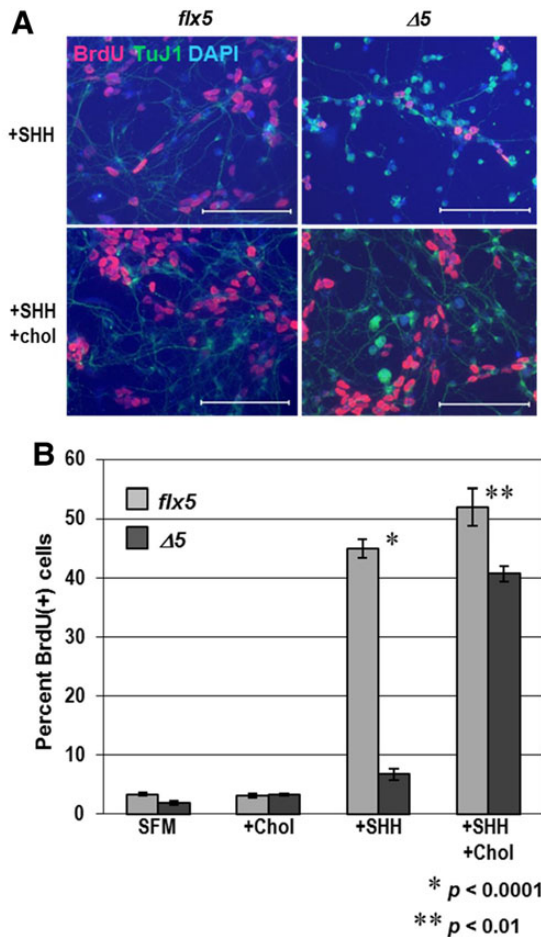 A
flx5 Δ5
BrdU TuJ1 DAPI
+SHH
+SHH
+chol
B
60
50
40
30
20
10
0
Percent BrdU(+) cells
flx5
Δ5
*
**
SFM +Chol +SHH +SHH
+Chol
* p < 0.0001
** p < 0.01